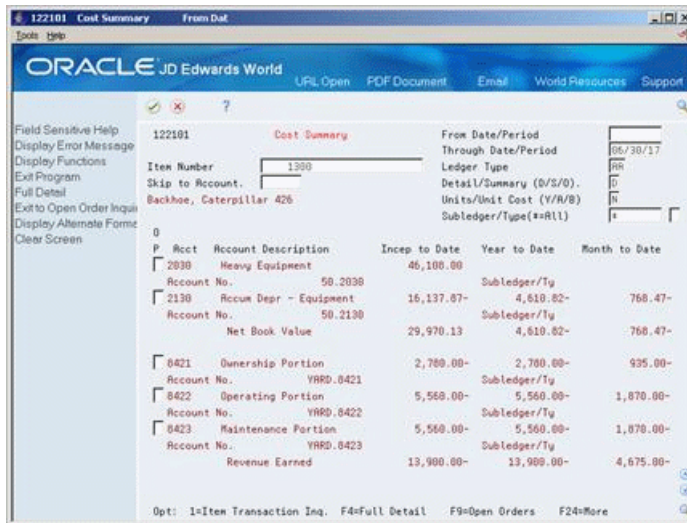 122101 Cost Summary From Dat
Tools Help
ORACLE JD Edwards World
URL Open PDF Document Email World Resources Support
Field Sensitive Help
Display Error Message
Display Functions
Exit Program
Full Detail
Exit to Open Order Inquir
Display Alternate Forma
Clear Screen
122101 Cost Summary From Date/Period
Through Date/Period 06/30/17
Item Number 1300 Ledger Type AA
Skip to Account. Detail/Summary (D/S/O). D
Backhoe, Caterpillar 426 Units/Unit Cost (Y/A/B) N
Subledger/Type(*=All) *
O
P Acct Account Description Incep to Date Year to Date Month to Date
2030 Heavy Equipment 46,108.00
Account No. 50.2030 Subledger/Ty
2130 Accum Depr - Equipment 16,137.87- 4,610.82- 768.47-
Account No. 50.2130 Subledger/Ty
Net Book Value 29,970.13 4,610.82- 768.47-
8421 Ownership Portion 2,780.00- 2,780.00- 935.00-
Account No. YARD.8421 Subledger/Ty
8422 Operating Portion 5,560.00- 5,560.00- 1,870.00-
Account No. YARD.8422 Subledger/Ty
8423 Maintenance Portion 5,560.00- 5,560.00- 1,870.00-
Account No. YARD.8423 Subledger/Ty
Revenue Earned 13,900.00- 13,900.00- 4,675.00-
Opt: 1=Item Transaction Inq. F4=Full Detail F9=Open Orders F24=More